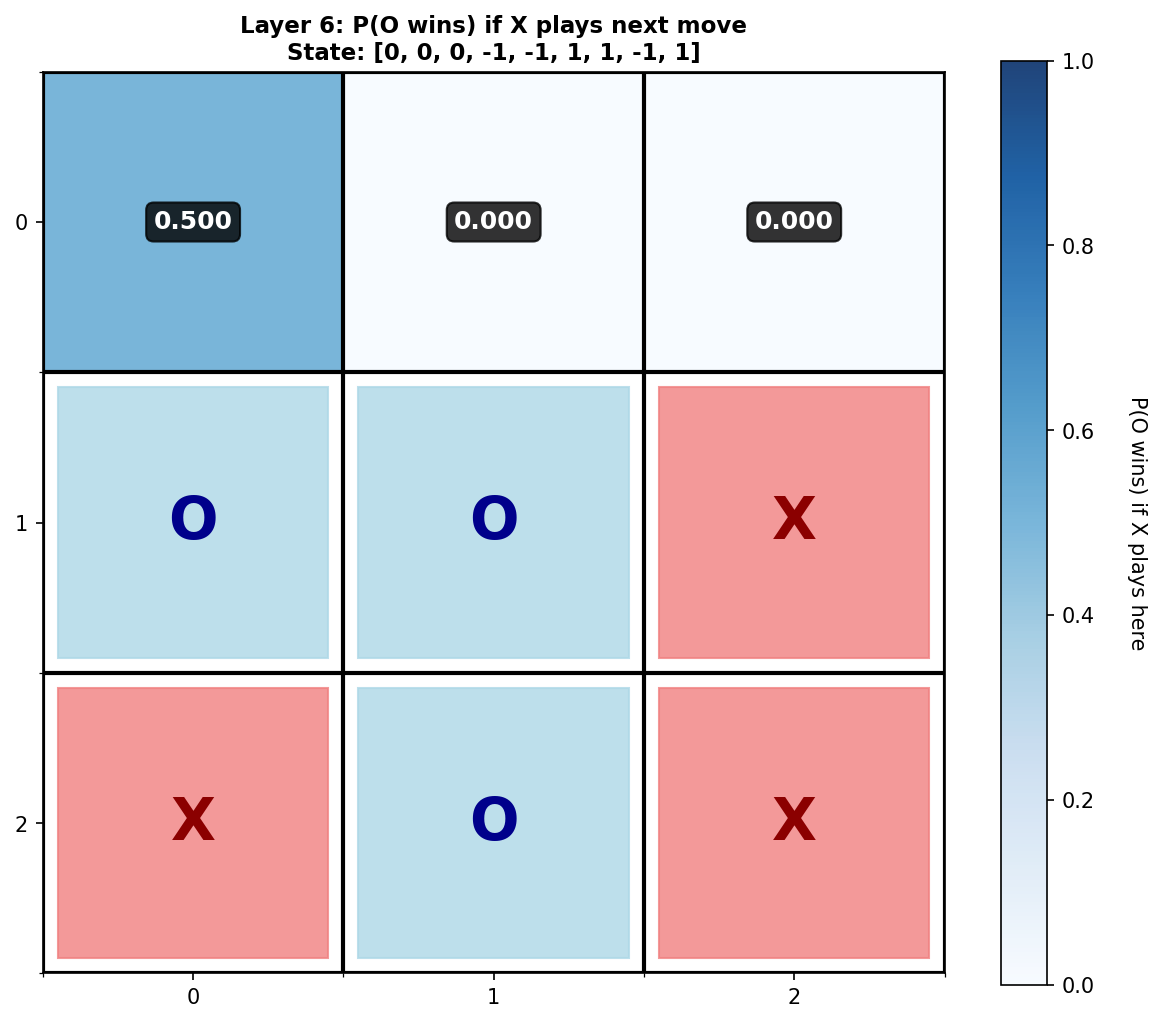 Layer 6: P(O wins) if X plays next move
State: [0, 0, 0, -1, -1, 1, 1, -1, 1]
0
0.500
0.000
0.000
1
O
O
X
2
X
O
X
0
1
2
1.0
0.8
0.6
0.4
0.2
0.0
P(O wins) if X plays here